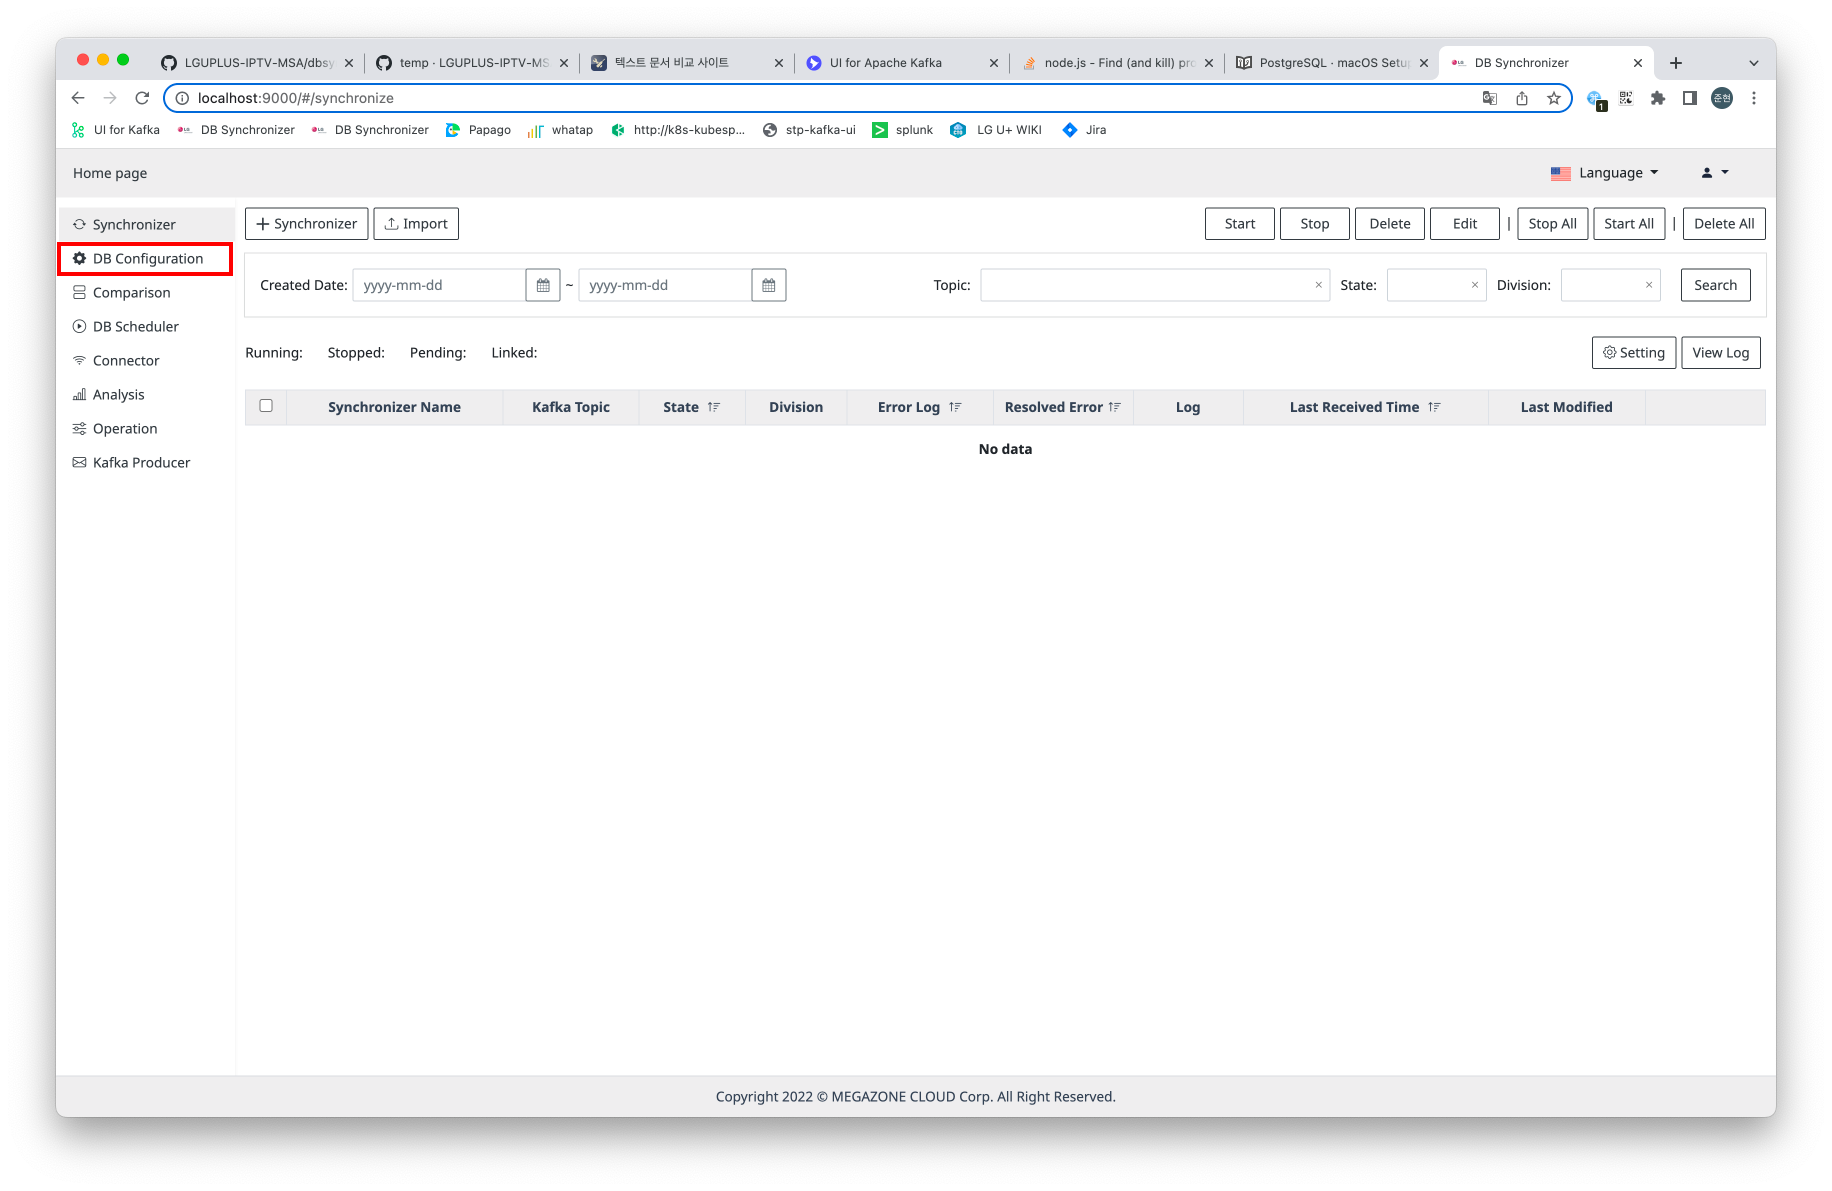 LGUPLUS-IPTV-MSA/dbsy
temp · LGUPLUS-IPTV-MS
텍스트 문서 비교 사이트
UI for Apache Kafka
node.js - Find (and kill) pro
PostgreSQL · macOS Setup
DB Synchronizer
localhost:9000/#/synchronize
1
준현
UI for Kafka
DB Synchronizer
DB Synchronizer
Papago
whatap
http://k8s-kubesp...
stp-kafka-ui
splunk
LG U+ WIKI
Jira
Home page
Language
Synchronizer
DB Configuration
Comparison
DB Scheduler
Connector
Analysis
Operation
Kafka Producer
+ Synchronizer
Import
Start
Stop
Delete
Edit
|
Stop All
Start All
|
Delete All
Created Date:
yyyy-mm-dd
~
yyyy-mm-dd
Topic:
×
State:
×
Division:
×
Search
Running:
Stopped:
Pending:
Linked:
Setting
View Log
Synchronizer Name
Kafka Topic
State
Division
Error Log
Resolved Error
Log
Last Received Time
Last Modified
No data
Copyright 2022 © MEGAZONE CLOUD Corp. All Right Reserved.